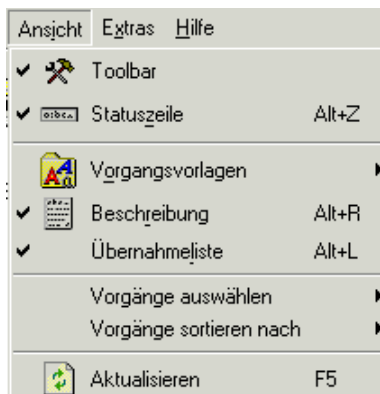 Ansicht Extras Hilfe
Toolbar
Statuszeile Alt+Z
Vorgangsvorlagen
Beschreibung Alt+R
Übernahmeliste Alt+L
Vorgänge auswählen
Vorgänge sortieren nach
Aktualisieren F5